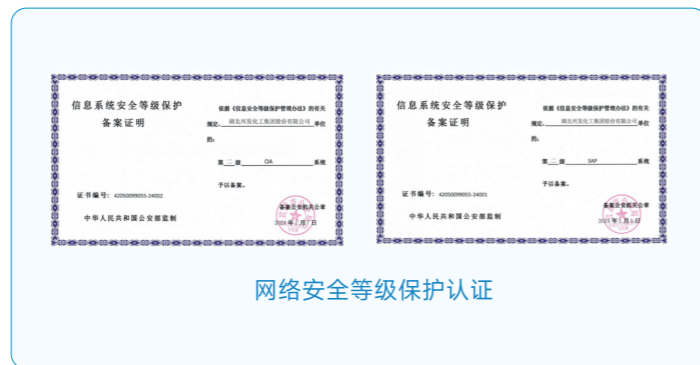 信息系统安全等级保护
备案证明
依据《信息安全等级保护管理办法》的有关
规定，湖北兴发化工集团股份有限公司 单位
的：
第 二 级 OA 系统
予以备案。
证书编号：42050099055-24002
备案公安机关公章
中华人民共和国公安部监制
信息系统安全等级保护
备案证明
依据《信息安全等级保护管理办法》的有关
规定，湖北兴发化工集团股份有限公司 单位
的：
第 二 级 SAP 系统
予以备案。
证书编号：42050099055-24001
备案公安机关公章
中华人民共和国公安部监制
网络安全等级保护认证